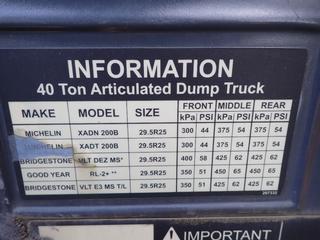 INFORMATION
40 Ton Articulated Dump Truck
MAKE MODEL SIZE FRONT MIDDLE REAR
kPa PSI kPa PSI kPa PSI
MICHELIN XADN 200B 29.5R25 300 44 375 54 375 54
MICHELIN XADT 200B 29.5R25 300 44 375 54 375 54
BRIDGESTONE MLT DEZ MS* 29.5R25 400 58 425 62 425 62
GOOD YEAR RL-2+ ** 29.5R25 350 51 450 65 450 65
BRIDGESTONE VLT E3 MS T/L 29.5R25 350 51 425 62 425 62